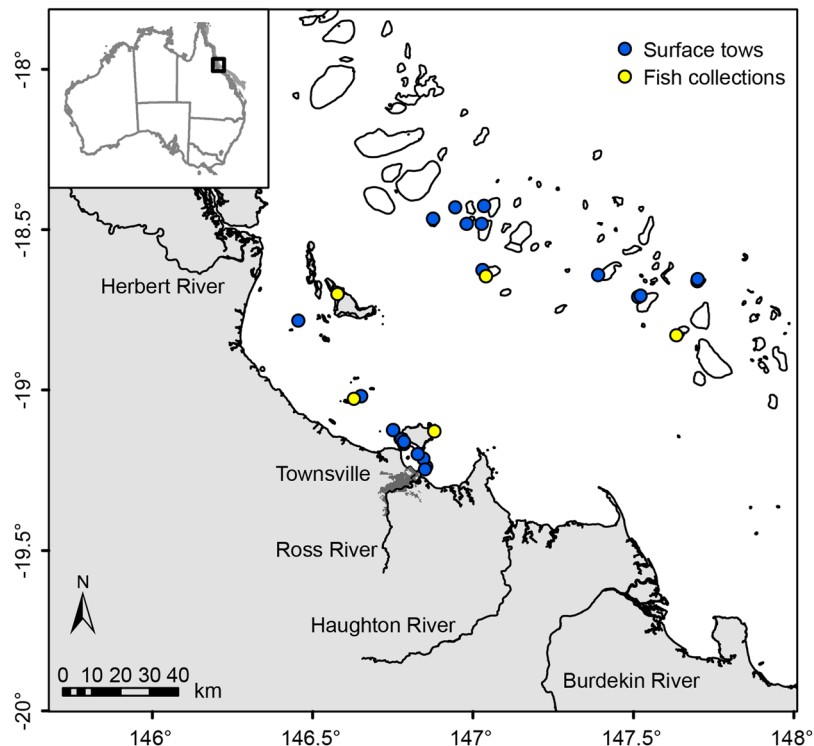 Surface tows
Fish collections
-18°
-18.5°
Herbert River
-19°
Townsville
-19.5°
Ross River
N
Haughton River
0 10 20 30 40
km
Burdekin River
-20°
146°
146.5°
147°
147.5°
148°